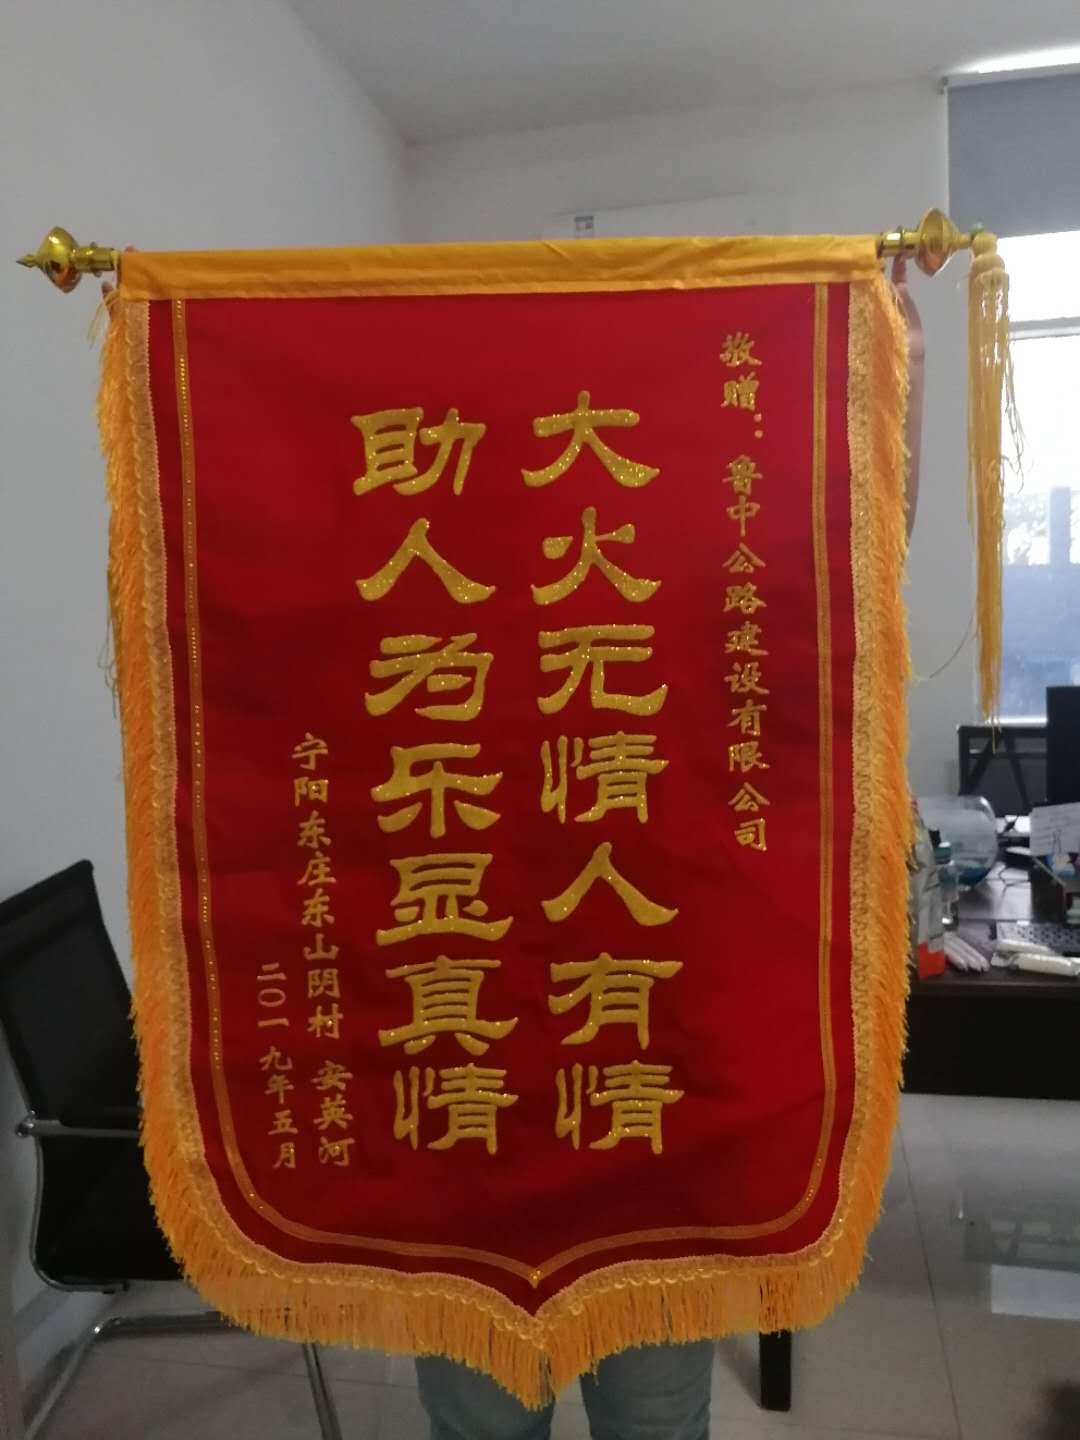 敬赠：鲁中公路建设有限公司
大火无情人有情
助人为乐显真情
宁阳东庄东山阴村 安英河
二〇一九年五月